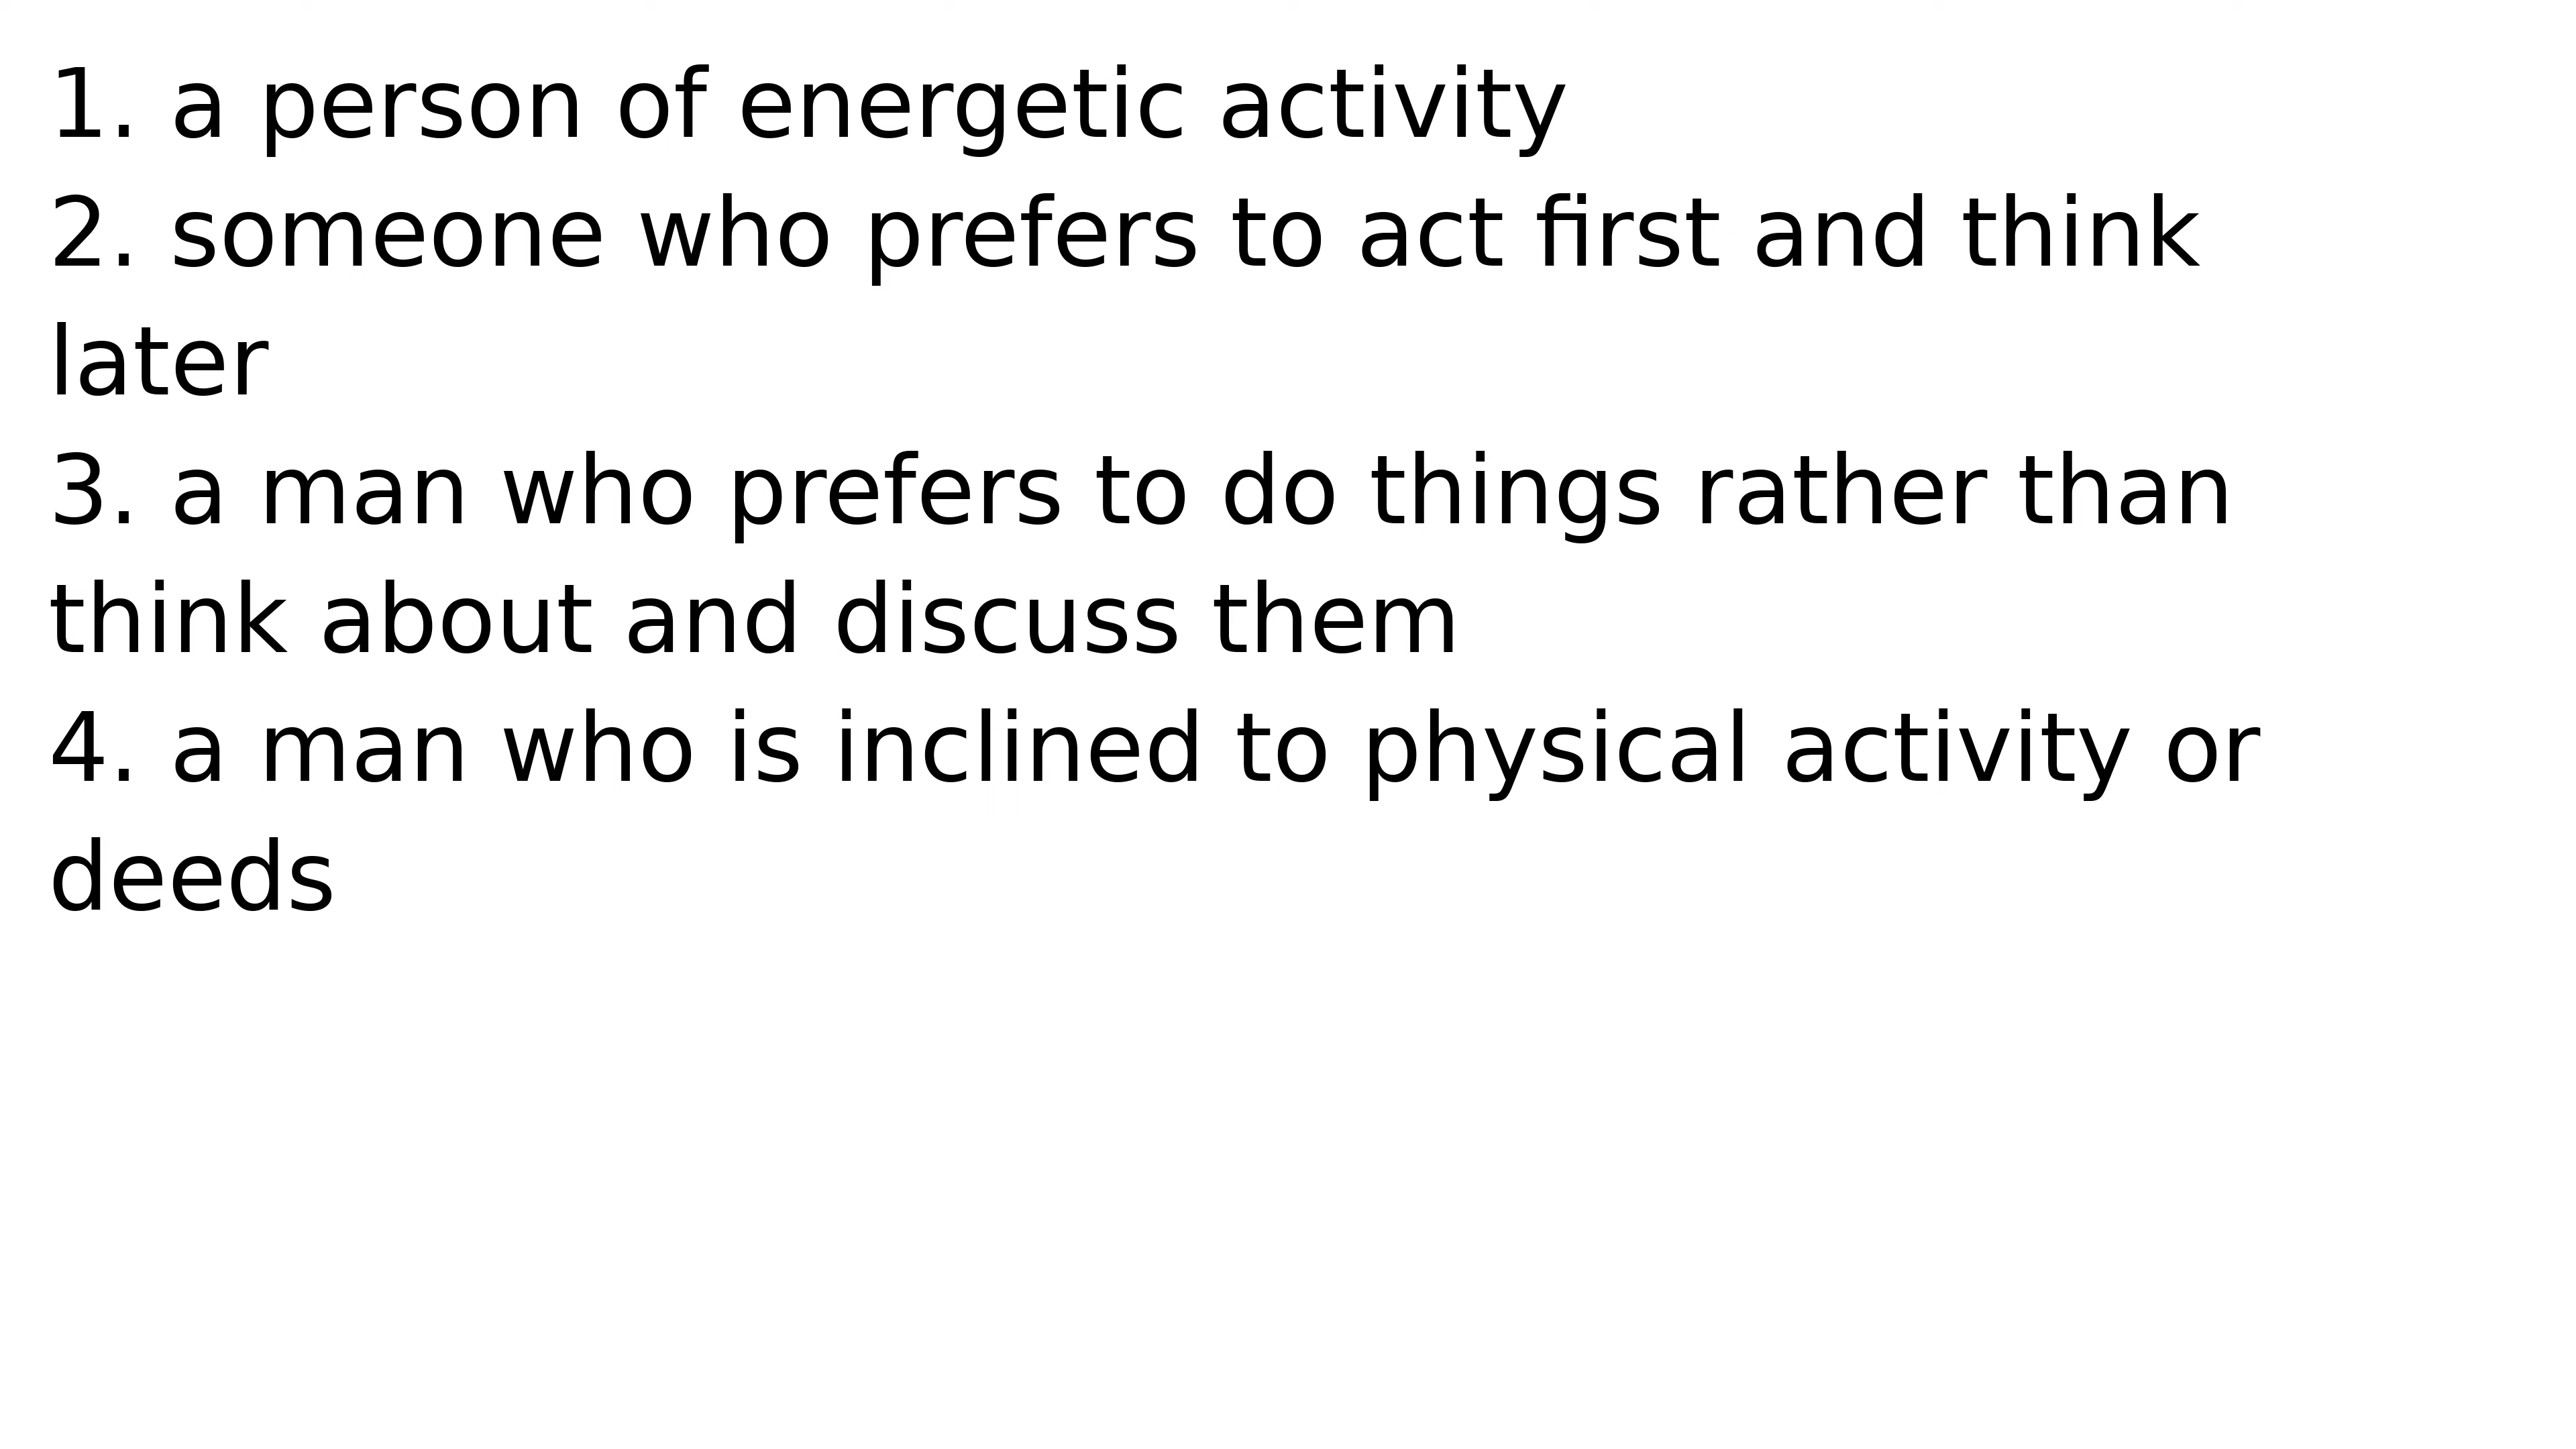 1. a person of energetic activity
2. someone who prefers to act first and think
later
3. a man who prefers to do things rather than
think about and discuss them
4. a man who is inclined to physical activity or
deeds